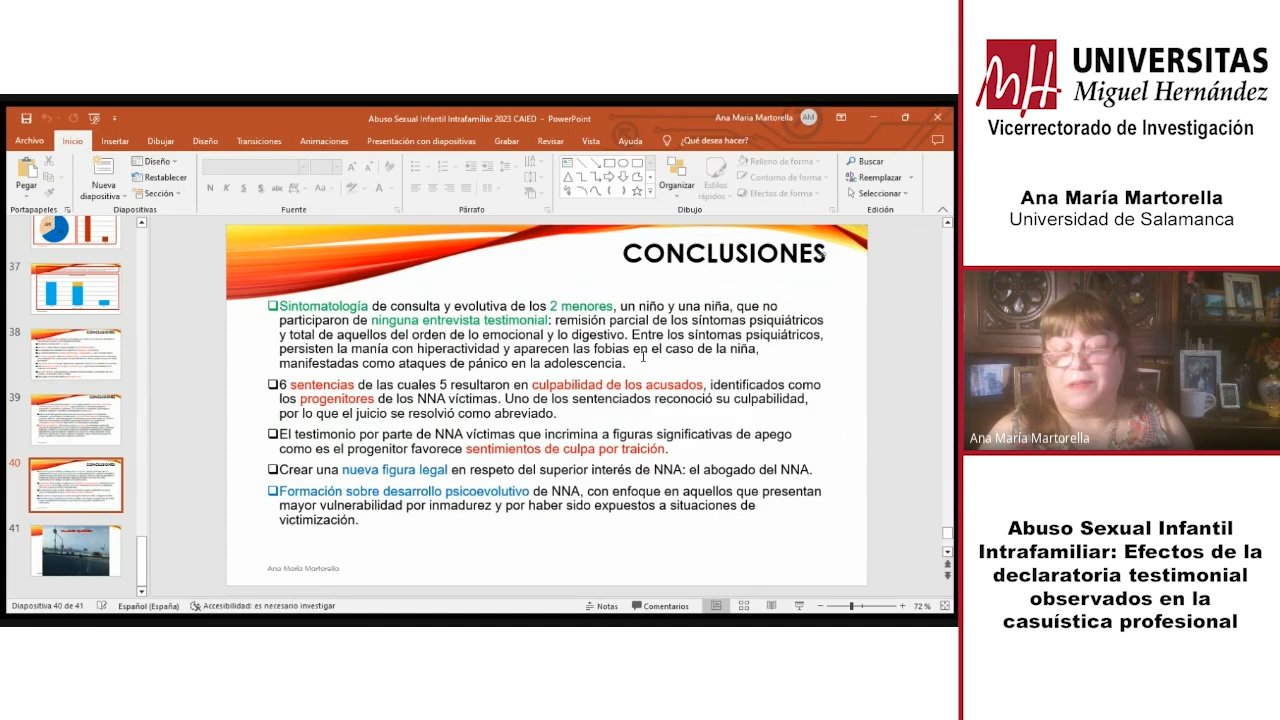 Abuso Sexual Infantil Intrafamiliar 2023 CAIED - PowerPoint
Ana Maria Martorella AM
Archivo Inicio Insertar Dibujar Diseño Transiciones Animaciones Presentación con diapositivas Grabar Revisar Vista Ayuda ¿Qué desea hacer?
Pegar
Nueva diapositiva
Diseño
Restablecer
Sección
N K S S abc AV Aa A A A A
Organizar
Estilos rápidos
Relleno de forma
Contorno de forma
Efectos de forma
Buscar
Reemplazar
Seleccionar
Portapapeles Diapositivas Fuente Párrafo Dibujo Edición
37
38
39
40
41
CONCLUSIONES
Sintomatología de consulta y evolutiva de los 2 menores, un niño y una niña, que no
participaron de ninguna entrevista testimonial: remisión parcial de los síntomas psiquiátricos
y total de aquellos del orden de lo emocional y lo digestivo. Entre los síntomas psiquiátricos,
persisten la manía con hiperactividad y aparecen las fobias en el caso de la niña,
manifestadas como ataques de pánico en la adolescencia.
6 sentencias de las cuales 5 resultaron en culpabilidad de los acusados, identificados como
los progenitores de los NNA víctimas. Uno de los sentenciados reconoció su culpabilidad,
por lo que el juicio se resolvió como abreviato.
El testimonio por parte de NNA víctimas que incrimina a figuras significativas de apego
como es el progenitor favorece sentimientos de culpa por traición.
Crear una nueva figura legal en respeto del superior interés de NNA: el abogado del NNA.
Formación sobre desarrollo psicoevolutivo de NNA, con enfoque en aquellos que presentan
mayor vulnerabilidad por inmadurez y por haber sido expuestos a situaciones de
victimización.
Ana María Martorella
Diapositiva 40 de 41 Español (España) Accesibilidad: es necesario investigar Notas Comentarios 72 %
UNIVERSITAS
Miguel Hernández
Vicerrectorado de Investigación
Ana María Martorella
Universidad de Salamanca
Ana María Martorella
Abuso Sexual Infantil
Intrafamiliar: Efectos de la
declaratoria testimonial
observados en la
casuística profesional